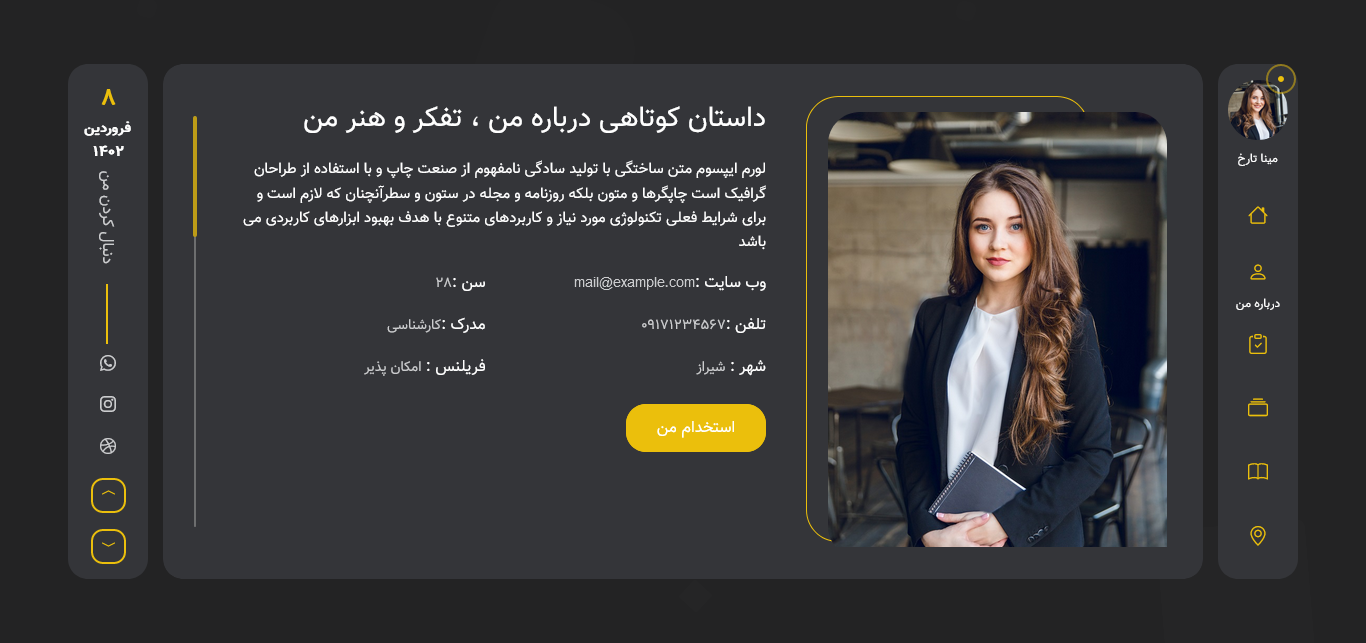 مینا تارخ
درباره من
داستان کوتاهی درباره من ، تفکر و هنر من
لورم ایپسوم متن ساختگی با تولید سادگی نامفهوم از صنعت چاپ و با استفاده از طراحان
گرافیک است چاپگرها و متون بلکه روزنامه و مجله در ستون و سطرآنچنان که لازم است و
برای شرایط فعلی تکنولوژی مورد نیاز و کاربردهای متنوع با هدف بهبود ابزارهای کاربردی می
باشد
وب سایت :mail@example.com
سن :۲۸
تلفن :۰۹۱۷۱۲۳۴۵۶۷
مدرک :کارشناسی
شهر : شیراز
فریلنس : امکان پذیر
استخدام من
۸
فروردین
۱۴۰۲
دنبال کردن من